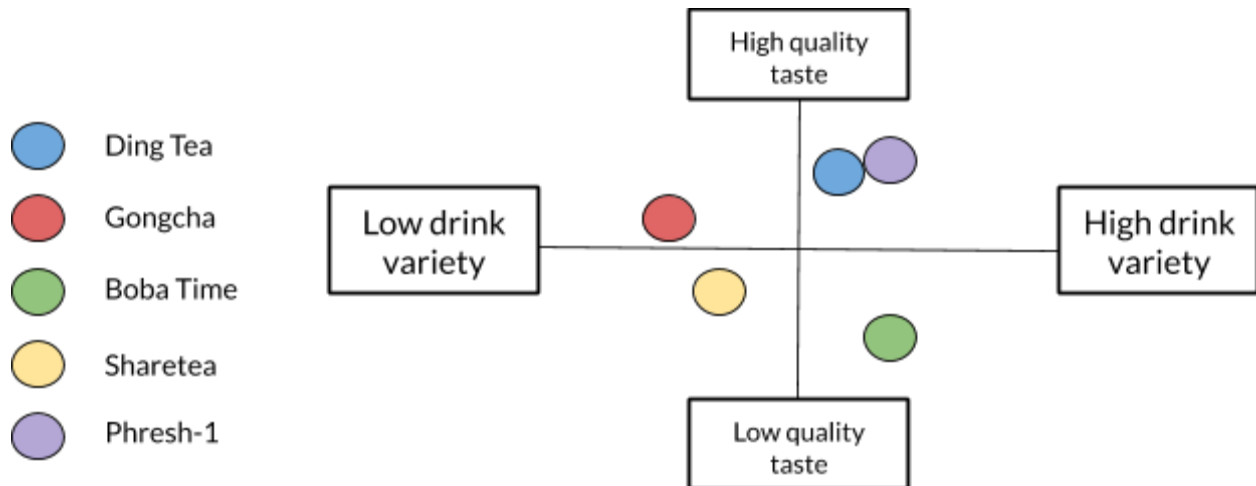 High quality
taste
Ding Tea
Gongcha
Low drink
variety
High drink
variety
Boba Time
Sharetea
Phresh-1
Low quality
taste